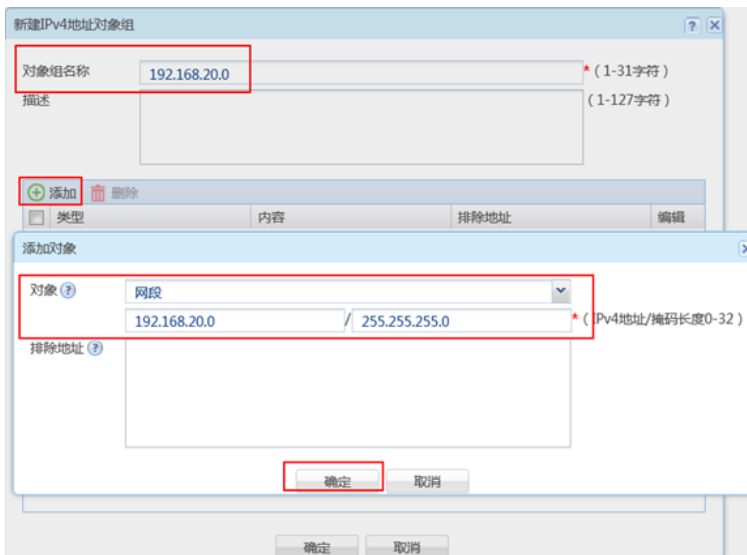 新建IPv4地址对象组
对象组名称 192.168.20.0 * (1-31字符)
描述 (1-127字符)
添加 删除
类型 内容 排除地址 编辑
添加对象
对象 网段
192.168.20.0 / 255.255.255.0 * (IPv4地址/掩码长度0-32)
排除地址
确定 取消
确定 取消